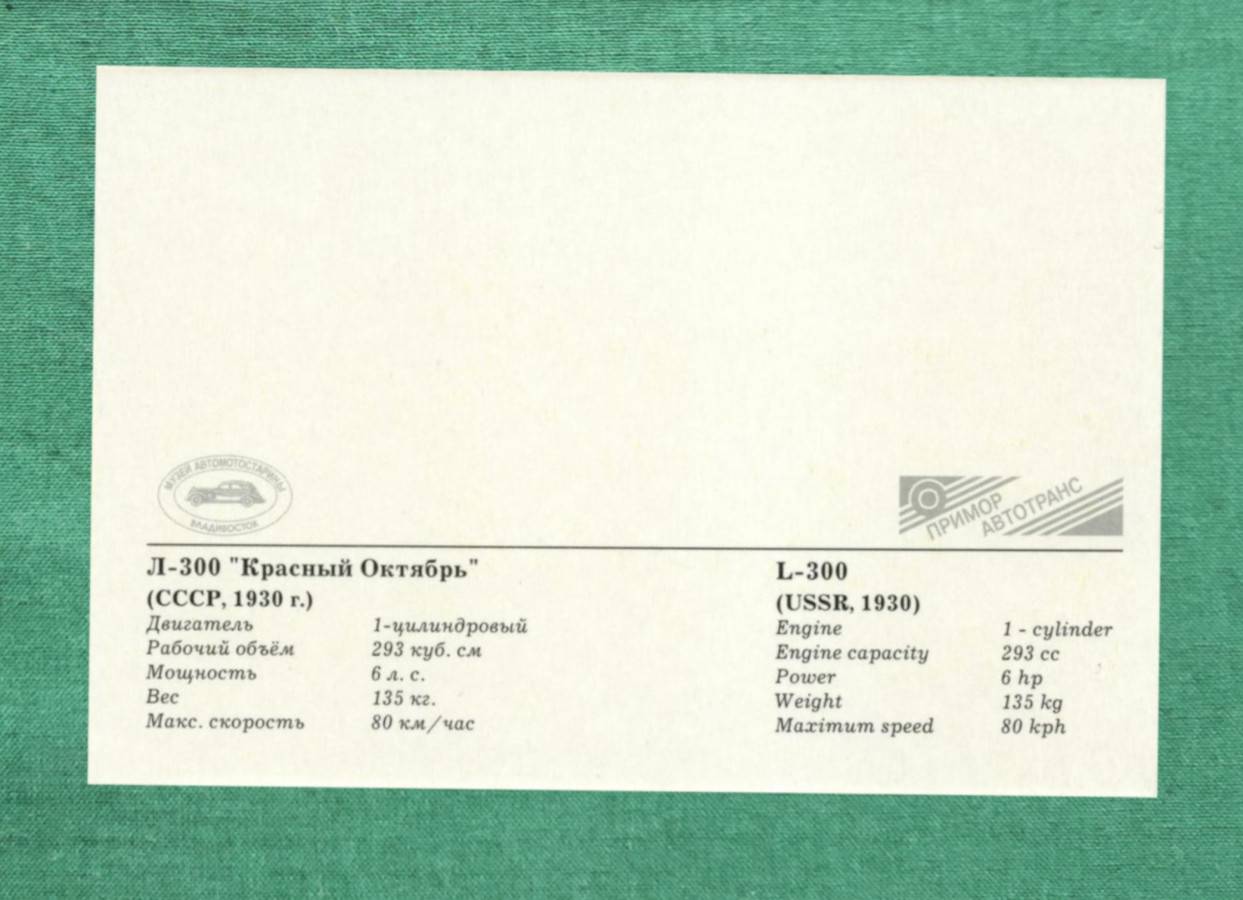 МУЗЕЙ АВТОМОТОСТАРИНЫ
ВЛАДИВОСТОК
ПРИМОР
АВТОТРАНС
Л-300 "Красный Октябрь"
(СССР, 1930 г.)
Двигатель 1-цилиндровый
Рабочий объём 293 куб. см
Мощность 6 л. с.
Вес 135 кг.
Макс. скорость 80 км/час
L-300
(USSR, 1930)
Engine 1 - cylinder
Engine capacity 293 cc
Power 6 hp
Weight 135 kg
Maximum speed 80 kph